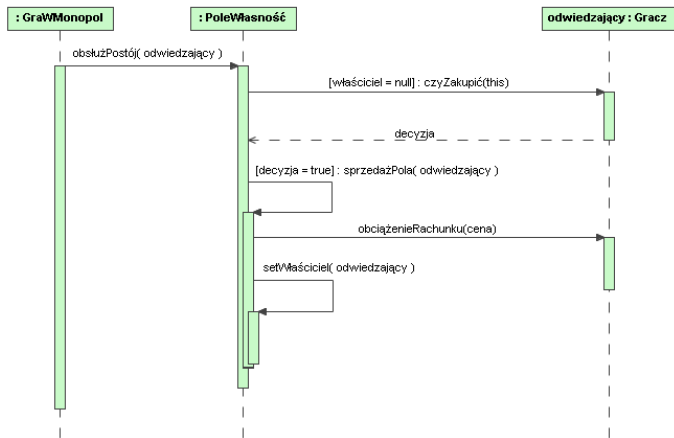 : GraWMonopol
: PoleWłasność
odwiedzający : Gracz
obsłużPostój( odwiedzający )
[właściciel = null] : czyZakupić(this)
decyzja
[decyzja = true] : sprzedażPola( odwiedzający )
obciążenieRachunku(cena)
setWłaściciel( odwiedzający )